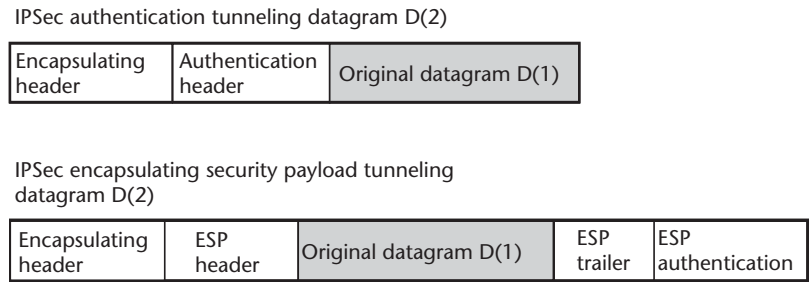 IPSec authentication tunneling datagram D(2)
Encapsulating header
Authentication header
Original datagram D(1)
IPSec encapsulating security payload tunneling
datagram D(2)
Encapsulating header
ESP header
Original datagram D(1)
ESP trailer
ESP authentication